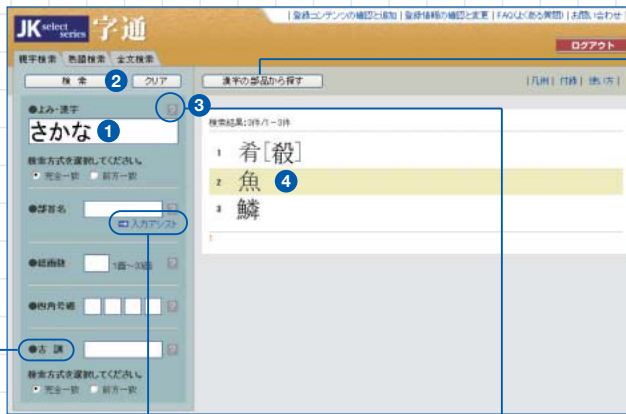 JK select series 字通
登録コンテンツの確認と追加 | 登録情報の確認と変更 | FAQ(よくある質問) | お問い合わせ
ログアウト
親字検索 熟語検索 全文検索
検索 2 クリア
漢字の部品から探す
凡例 | 付録 | 使い方
●よみ・漢字 ? 3
さかな 1
検索方式を選択してください。
完全一致 前方一致
●部首名 ?
入力アシスト
●総画数 1画~33画 ?
●四角号碼 ?
●古訓 ?
検索方式を選択してください。
完全一致 前方一致
検索結果:3件/1-3件
1 肴[殽]
2 魚 4
3 鱗
1